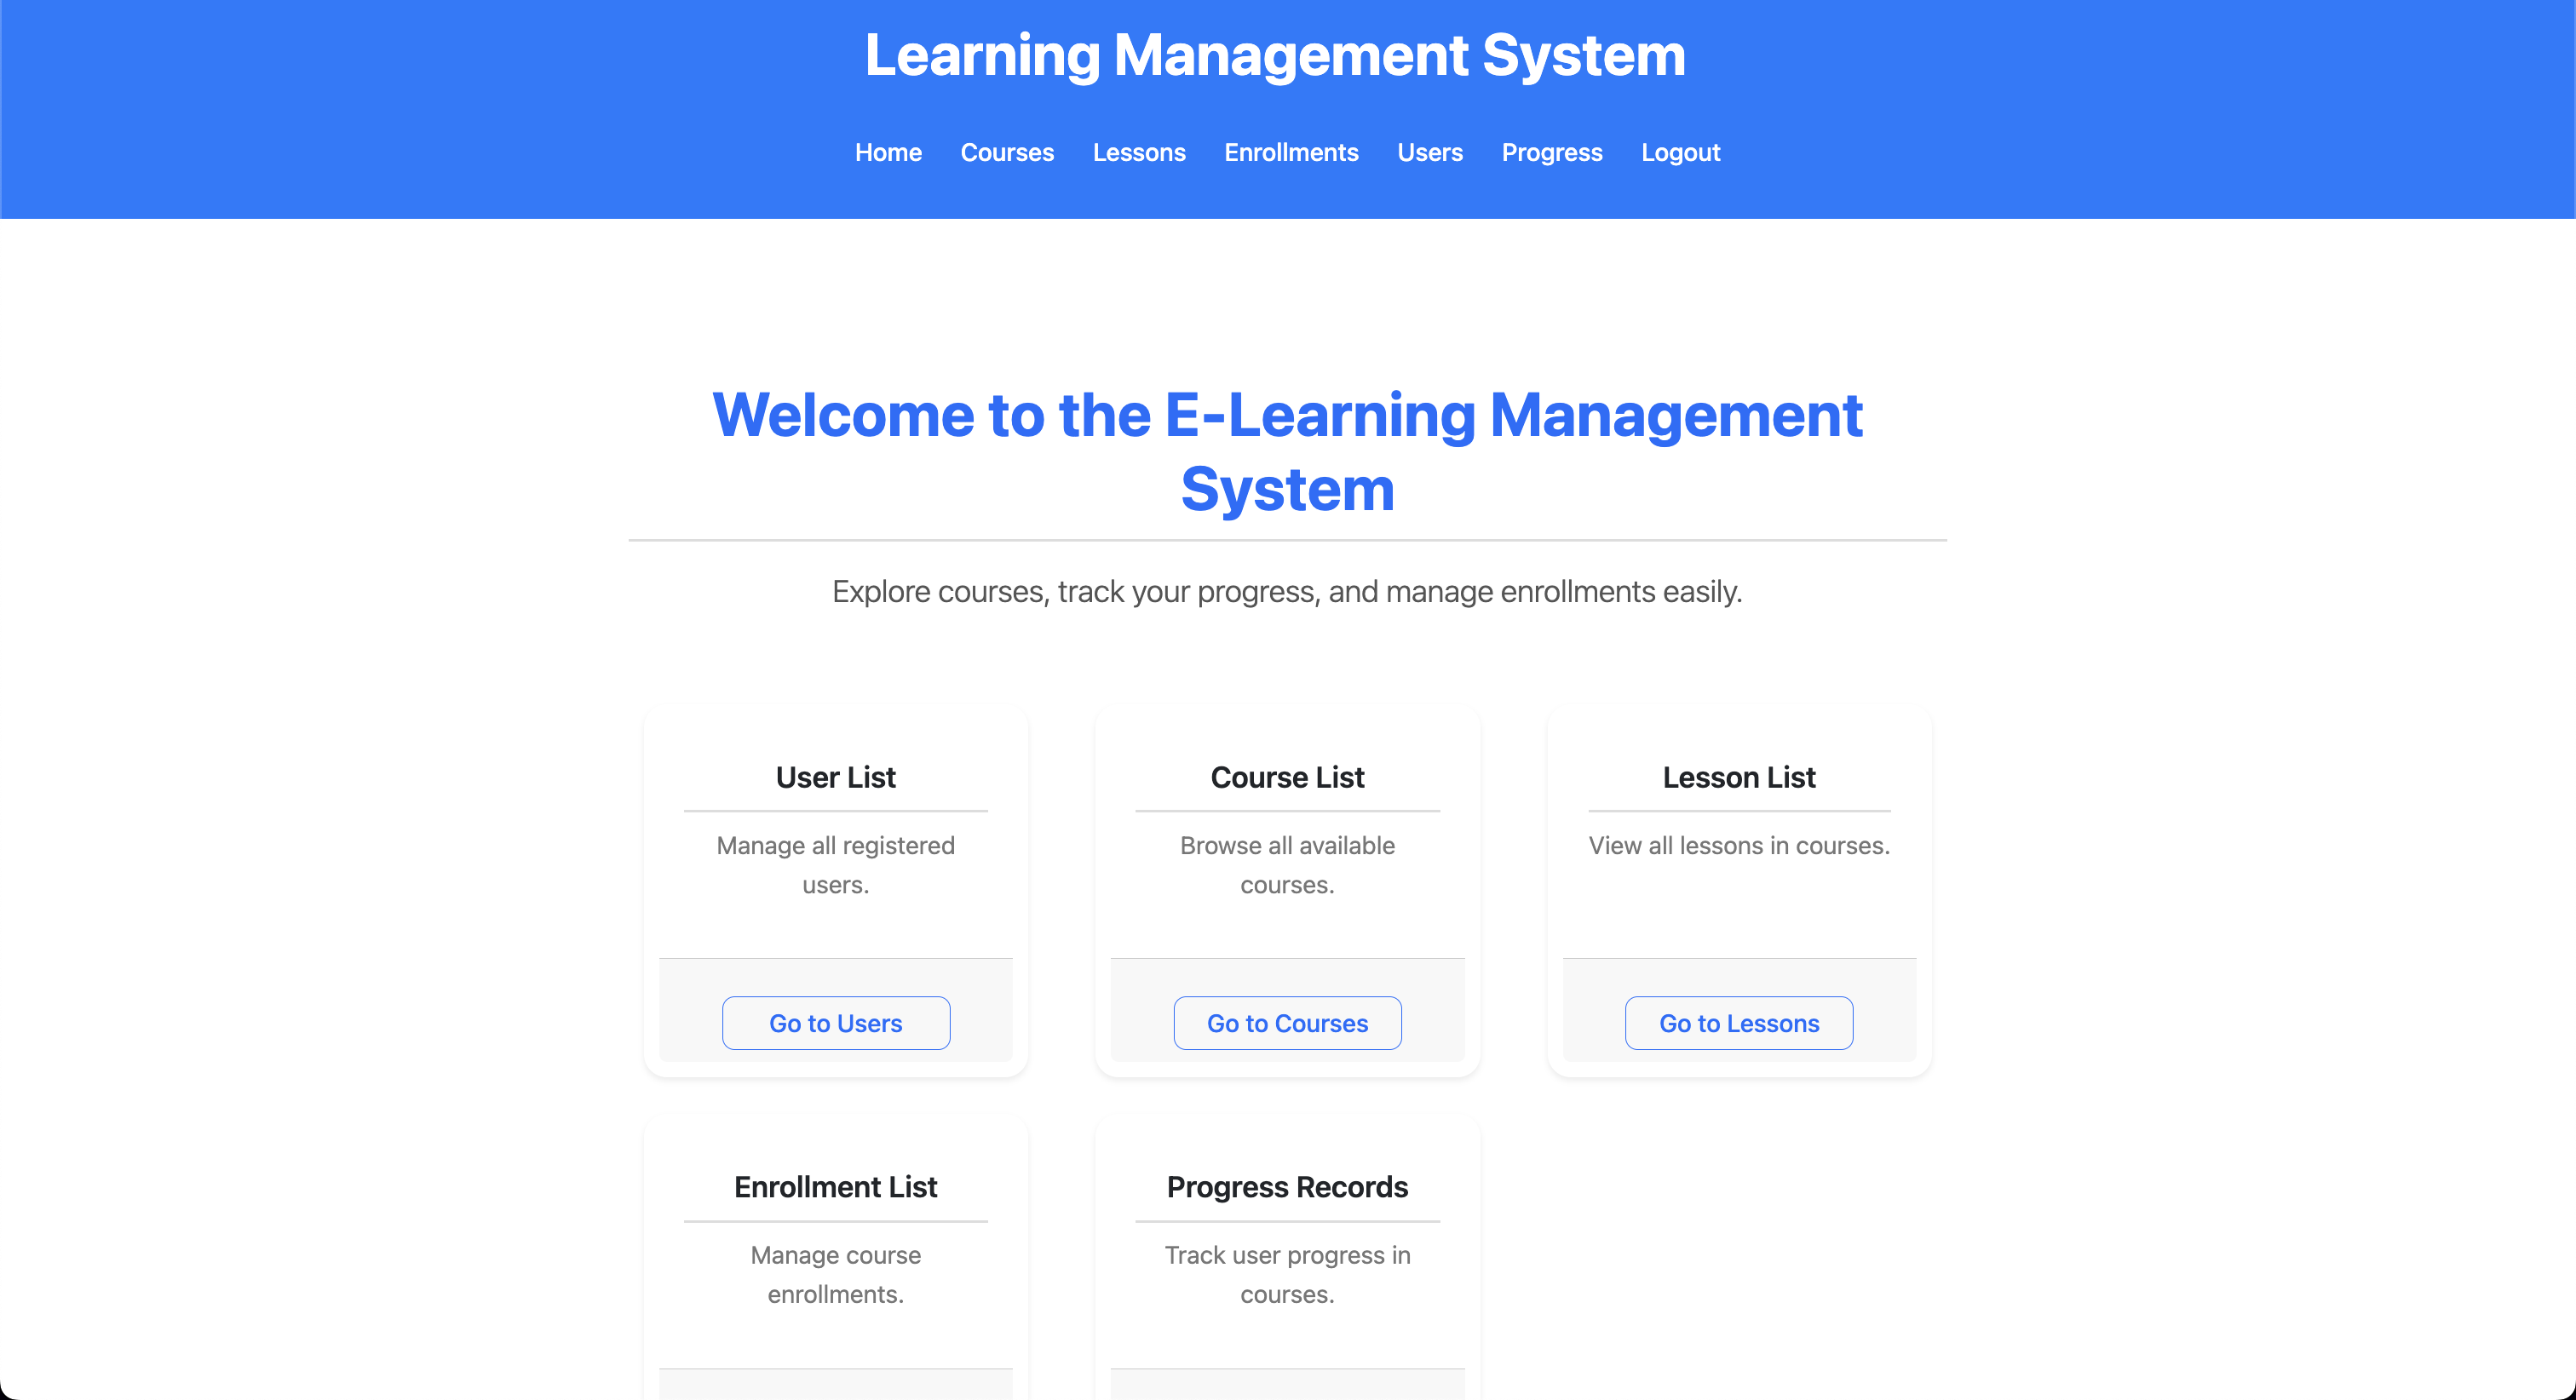 Learning Management System
Home Courses Lessons Enrollments Users Progress Logout
Welcome to the E-Learning Management
System
Explore courses, track your progress, and manage enrollments easily.
User List
Manage all registered
users.
Go to Users
Course List
Browse all available
courses.
Go to Courses
Lesson List
View all lessons in courses.
Go to Lessons
Enrollment List
Manage course
enrollments.
Progress Records
Track user progress in
courses.